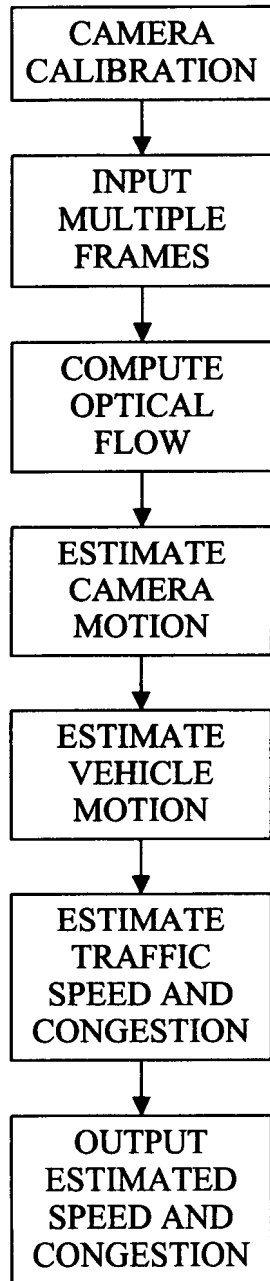 CAMERA
CALIBRATION
INPUT
MULTIPLE
FRAMES
COMPUTE
OPTICAL
FLOW
ESTIMATE
CAMERA
MOTION
ESTIMATE
VEHICLE
MOTION
ESTIMATE
TRAFFIC
SPEED AND
CONGESTION
OUTPUT
ESTIMATED
SPEED AND
CONGESTION